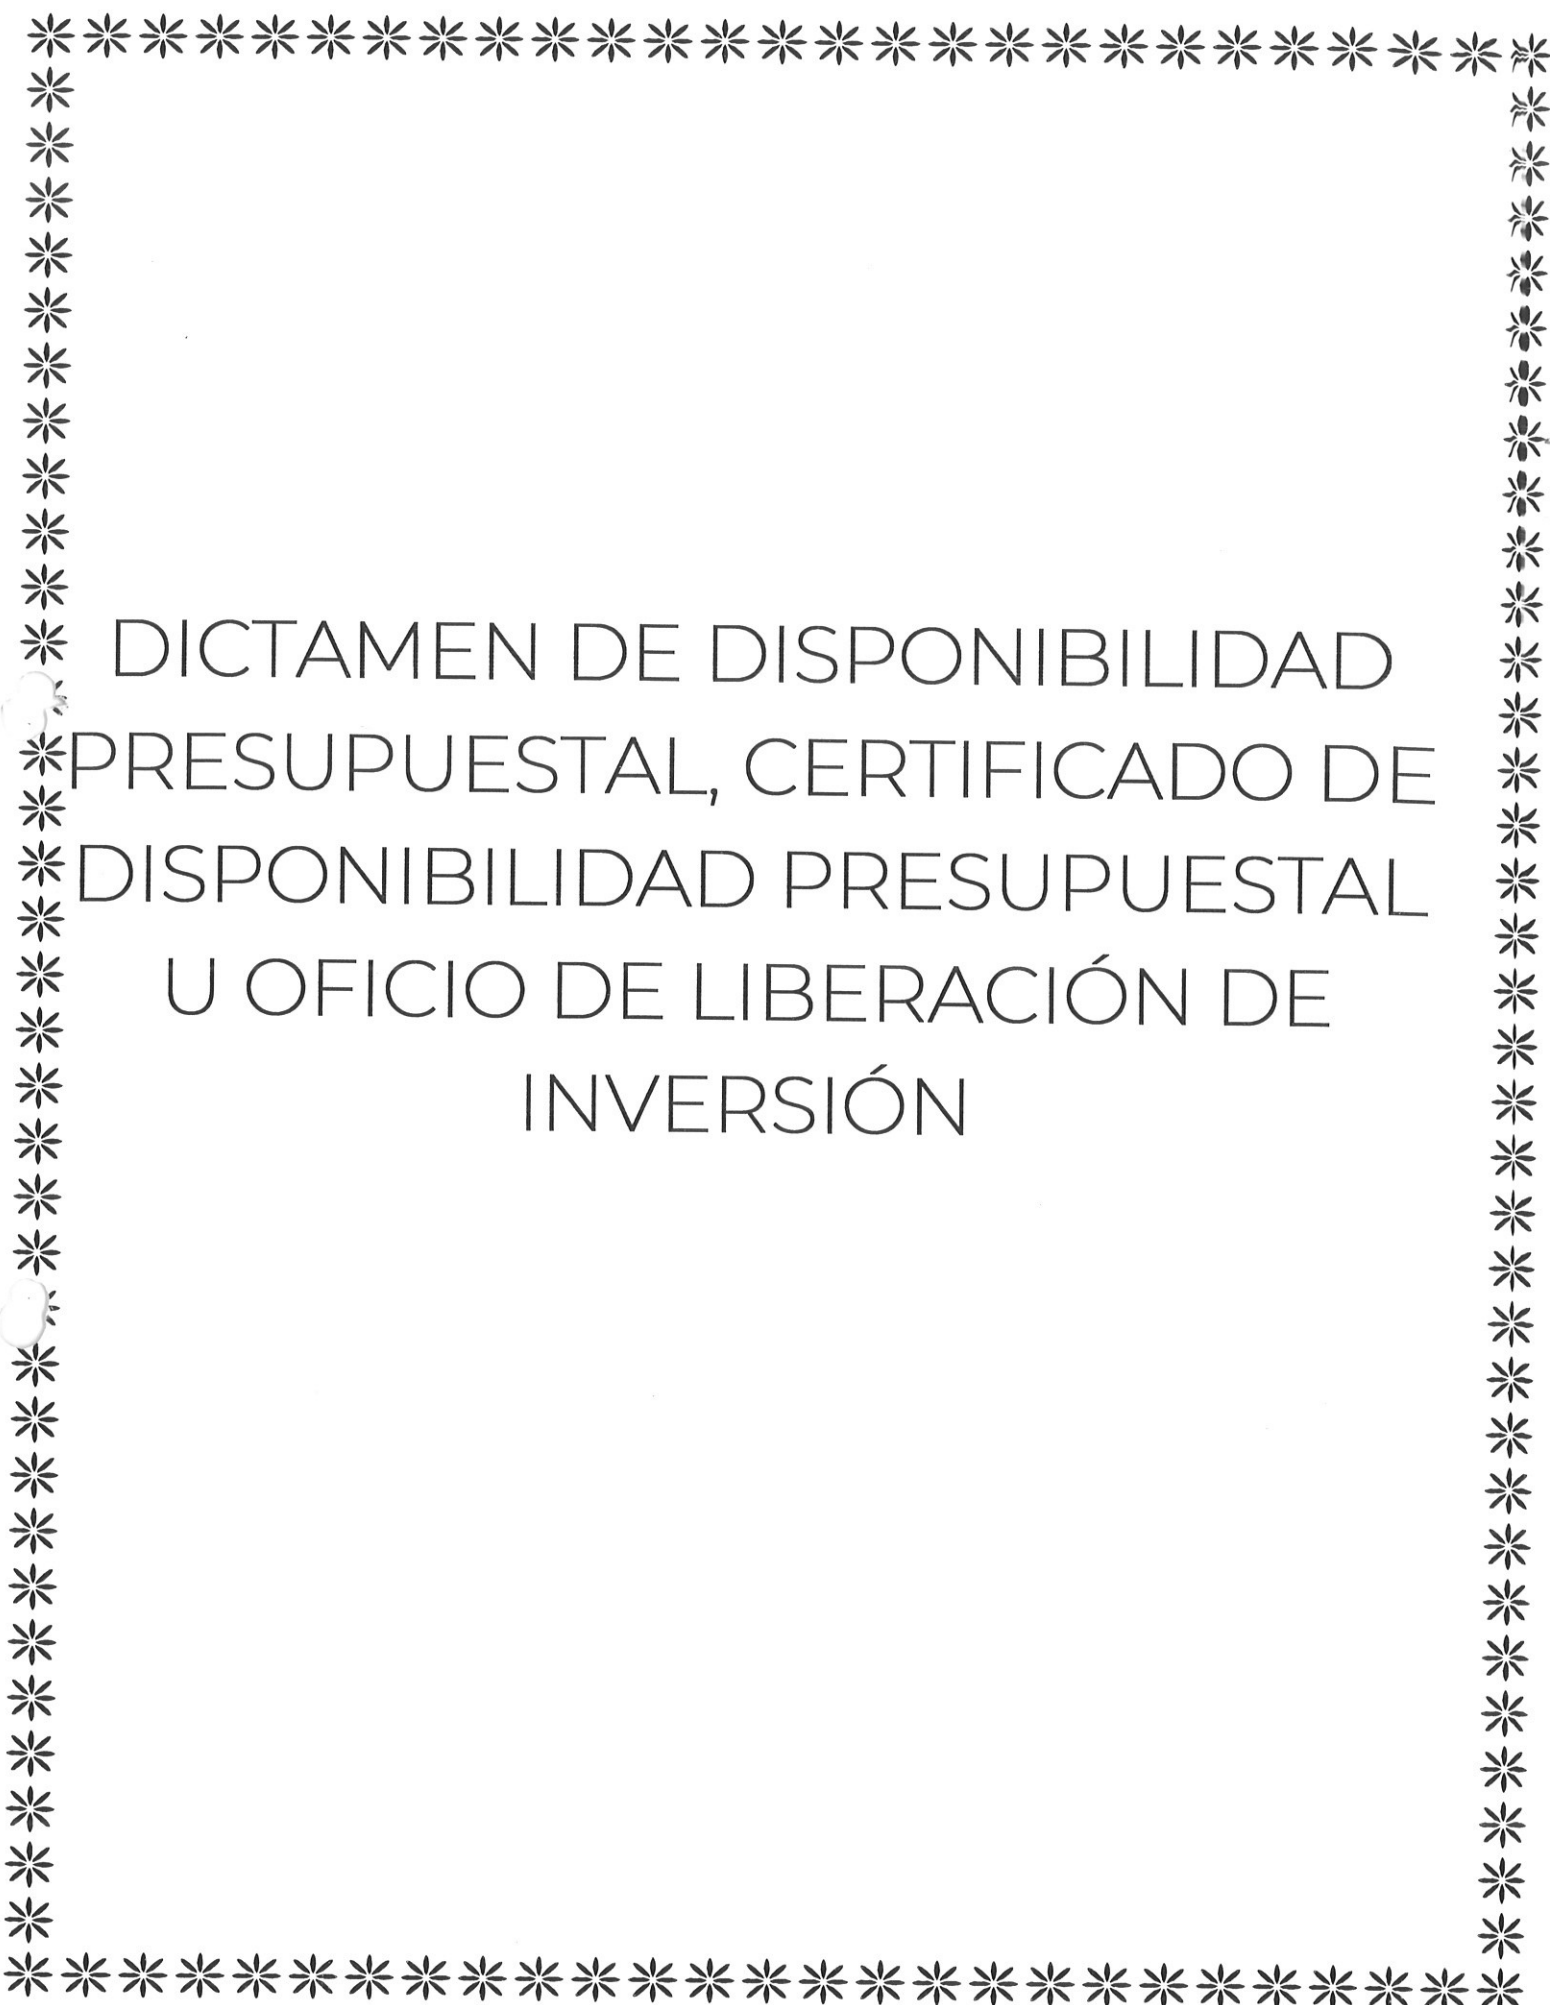 DICTAMEN DE DISPONIBILIDAD
PRESUPUESTAL, CERTIFICADO DE
DISPONIBILIDAD PRESUPUESTAL
U OFICIO DE LIBERACIÓN DE
INVERSIÓN